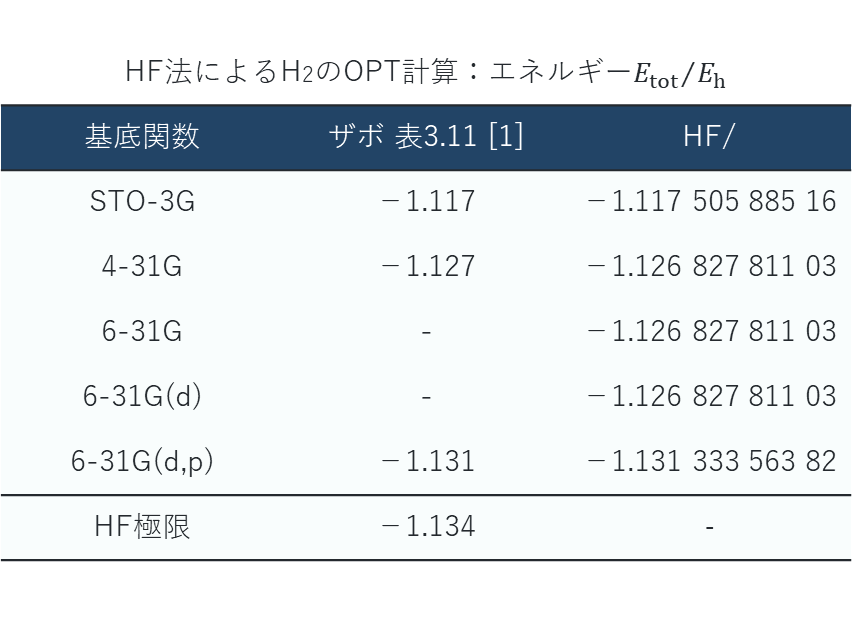 HF法によるH2のOPT計算：エネルギーEtot/Eh
基底関数 ザボ 表3.11 [1] HF/
STO-3G －1.117 －1.117 505 885 16
4-31G －1.127 －1.126 827 811 03
6-31G - －1.126 827 811 03
6-31G(d) - －1.126 827 811 03
6-31G(d,p) －1.131 －1.131 333 563 82
HF極限 －1.134 -